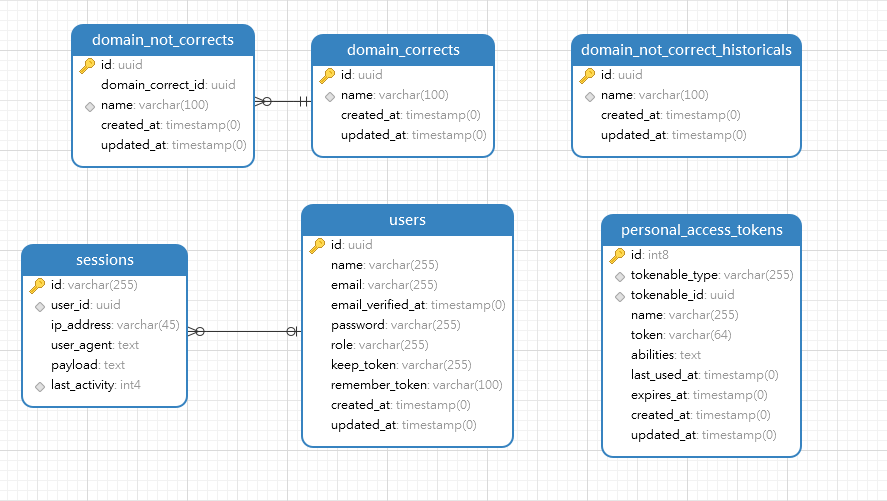 domain_not_corrects
id: uuid
domain_correct_id: uuid
name: varchar(100)
created_at: timestamp(0)
updated_at: timestamp(0)
domain_corrects
id: uuid
name: varchar(100)
created_at: timestamp(0)
updated_at: timestamp(0)
domain_not_correct_historicals
id: uuid
name: varchar(100)
created_at: timestamp(0)
updated_at: timestamp(0)
sessions
id: varchar(255)
user_id: uuid
ip_address: varchar(45)
user_agent: text
payload: text
last_activity: int4
users
id: uuid
name: varchar(255)
email: varchar(255)
email_verified_at: timestamp(0)
password: varchar(255)
role: varchar(255)
keep_token: varchar(255)
remember_token: varchar(100)
created_at: timestamp(0)
updated_at: timestamp(0)
personal_access_tokens
id: int8
tokenable_type: varchar(255)
tokenable_id: uuid
name: varchar(255)
token: varchar(64)
abilities: text
last_used_at: timestamp(0)
expires_at: timestamp(0)
created_at: timestamp(0)
updated_at: timestamp(0)